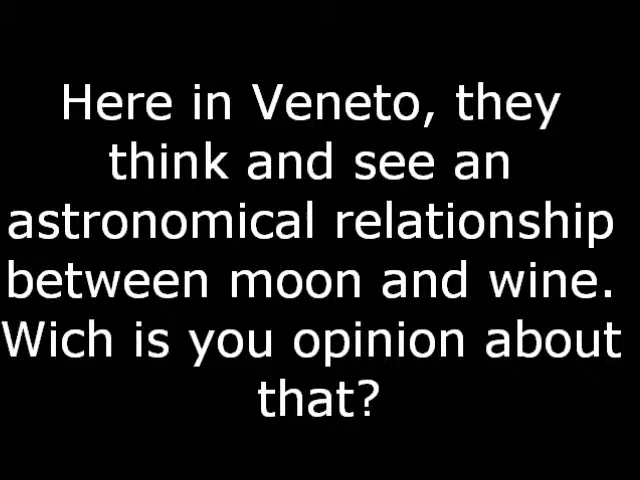 Here in Veneto, they
think and see an
astronomical relationship
between moon and wine.
Wich is you opinion about
that?